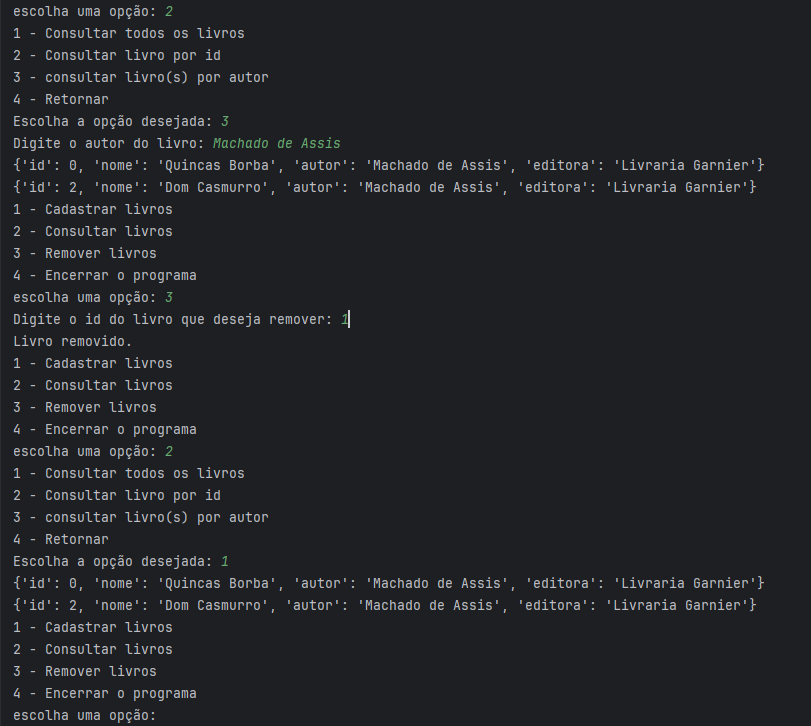 escolha uma opção: 2
1 - Consultar todos os livros
2 - Consultar livro por id
3 - consultar livro(s) por autor
4 - Retornar
Escolha a opção desejada: 3
Digite o autor do livro: Machado de Assis
{'id': 0, 'nome': 'Quincas Borba', 'autor': 'Machado de Assis', 'editora': 'Livraria Garnier'}
{'id': 2, 'nome': 'Dom Casmurro', 'autor': 'Machado de Assis', 'editora': 'Livraria Garnier'}
1 - Cadastrar livros
2 - Consultar livros
3 - Remover livros
4 - Encerrar o programa
escolha uma opção: 3
Digite o id do livro que deseja remover: 1
Livro removido.
1 - Cadastrar livros
2 - Consultar livros
3 - Remover livros
4 - Encerrar o programa
escolha uma opção: 2
1 - Consultar todos os livros
2 - Consultar livro por id
3 - consultar livro(s) por autor
4 - Retornar
Escolha a opção desejada: 1
{'id': 0, 'nome': 'Quincas Borba', 'autor': 'Machado de Assis', 'editora': 'Livraria Garnier'}
{'id': 2, 'nome': 'Dom Casmurro', 'autor': 'Machado de Assis', 'editora': 'Livraria Garnier'}
1 - Cadastrar livros
2 - Consultar livros
3 - Remover livros
4 - Encerrar o programa
escolha uma opção: